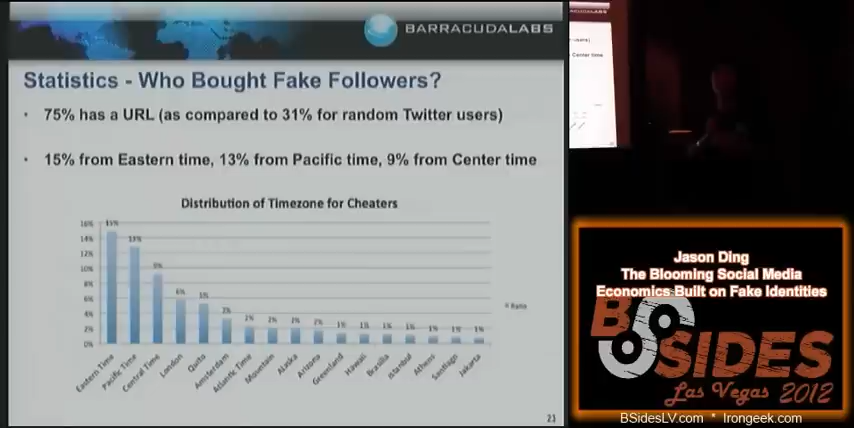 BARRACUDALABS
Statistics - Who Bought Fake Followers?
• 75% has a URL (as compared to 31% for random Twitter users)
• 15% from Eastern time, 13% from Pacific time, 9% from Center time
Distribution of Timezone for Cheaters
16%
14%
12%
10%
8%
6%
4%
2%
0%
15%
13%
9%
6%
2%
2%
2%
2%
1%
1%
1%
1%
1%
1%
1%
Eastern Time
Pacific Time
Central Time
London
Quito
Amsterdam
Atlantic Time
Mountain
Alaska
Arizona
Greenland
Hawaii
Brasilia
Istanbul
Athens
Santiago
Jakarta
Ratio
21
users)
Center time
Jason Ding
The Blooming Social Media
Economics Built on Fake Identities
BSIDES
Las Vegas 2012
BSidesLV.com * Irongeek.com